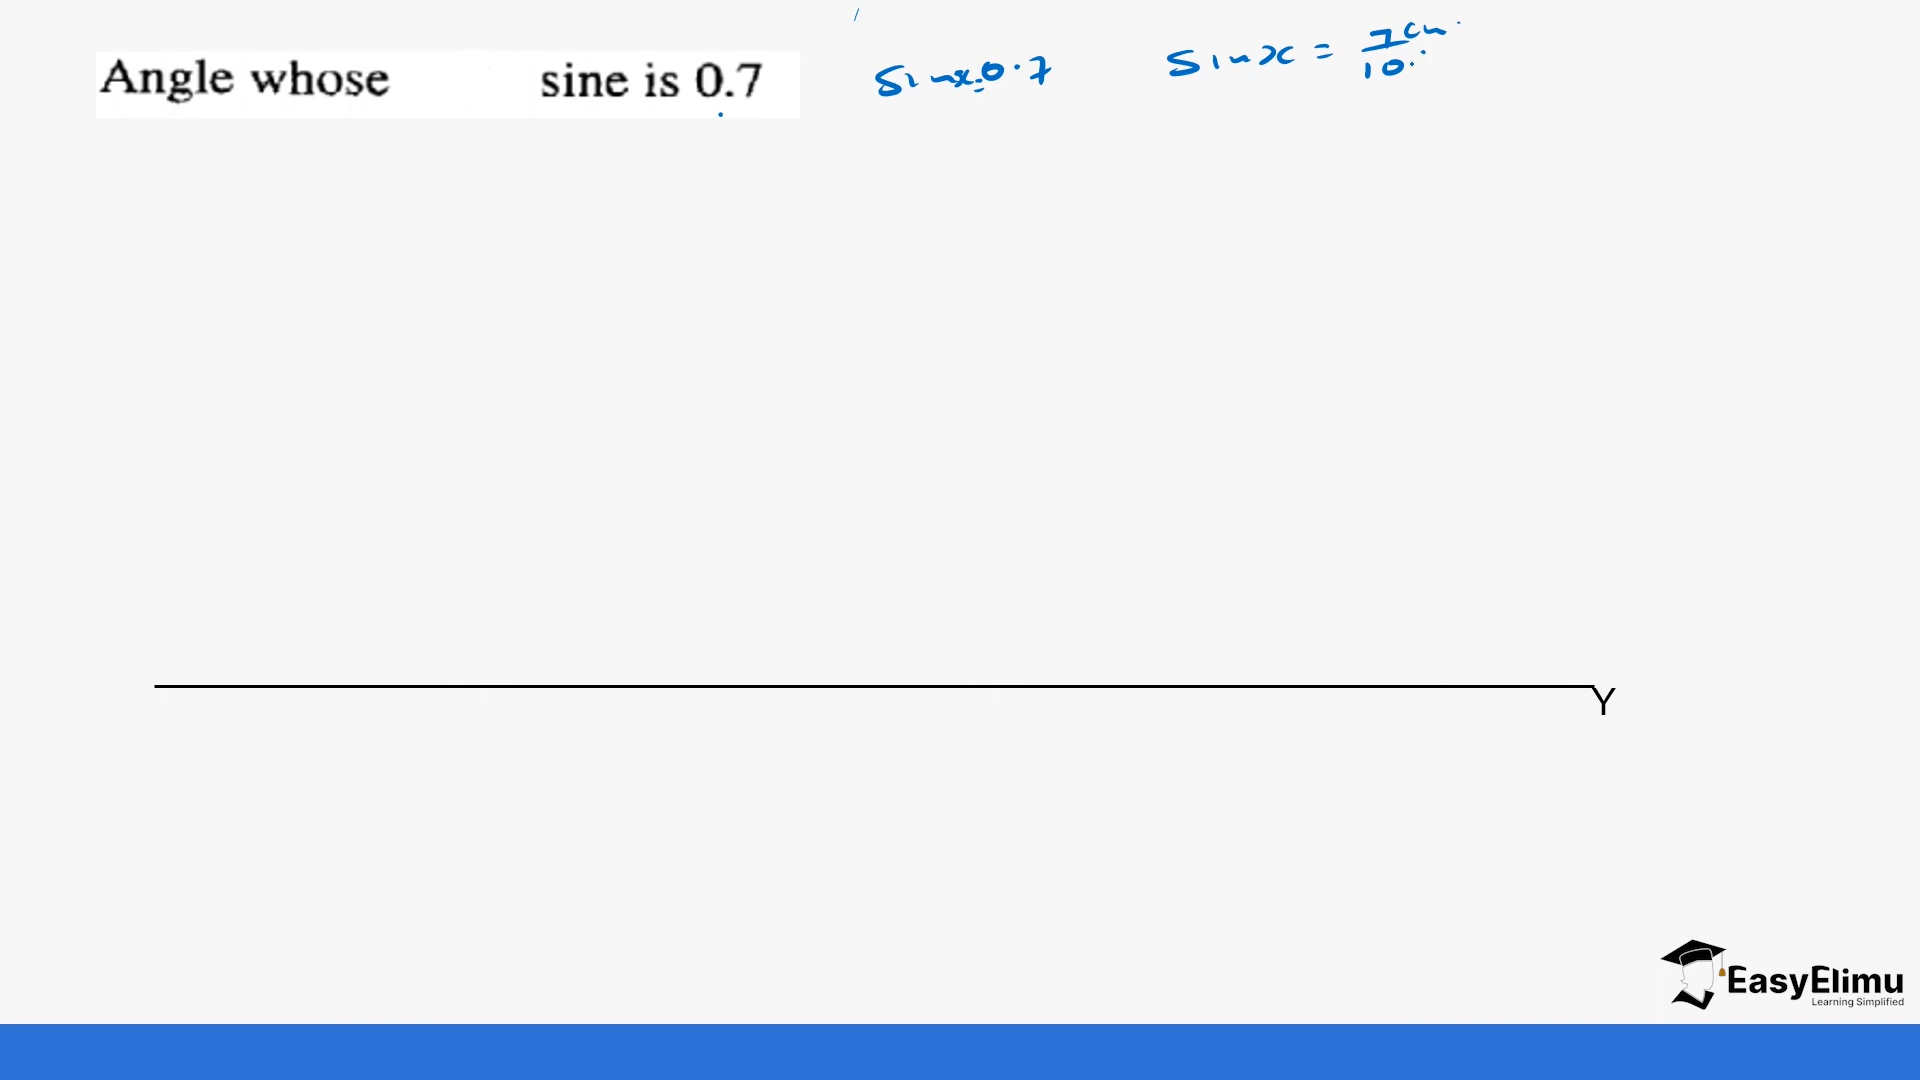 Angle whose sine is 0.7
sin x = 0.7
sin x = 7cm / 10
Y
EasyElimu
Learning Simplified